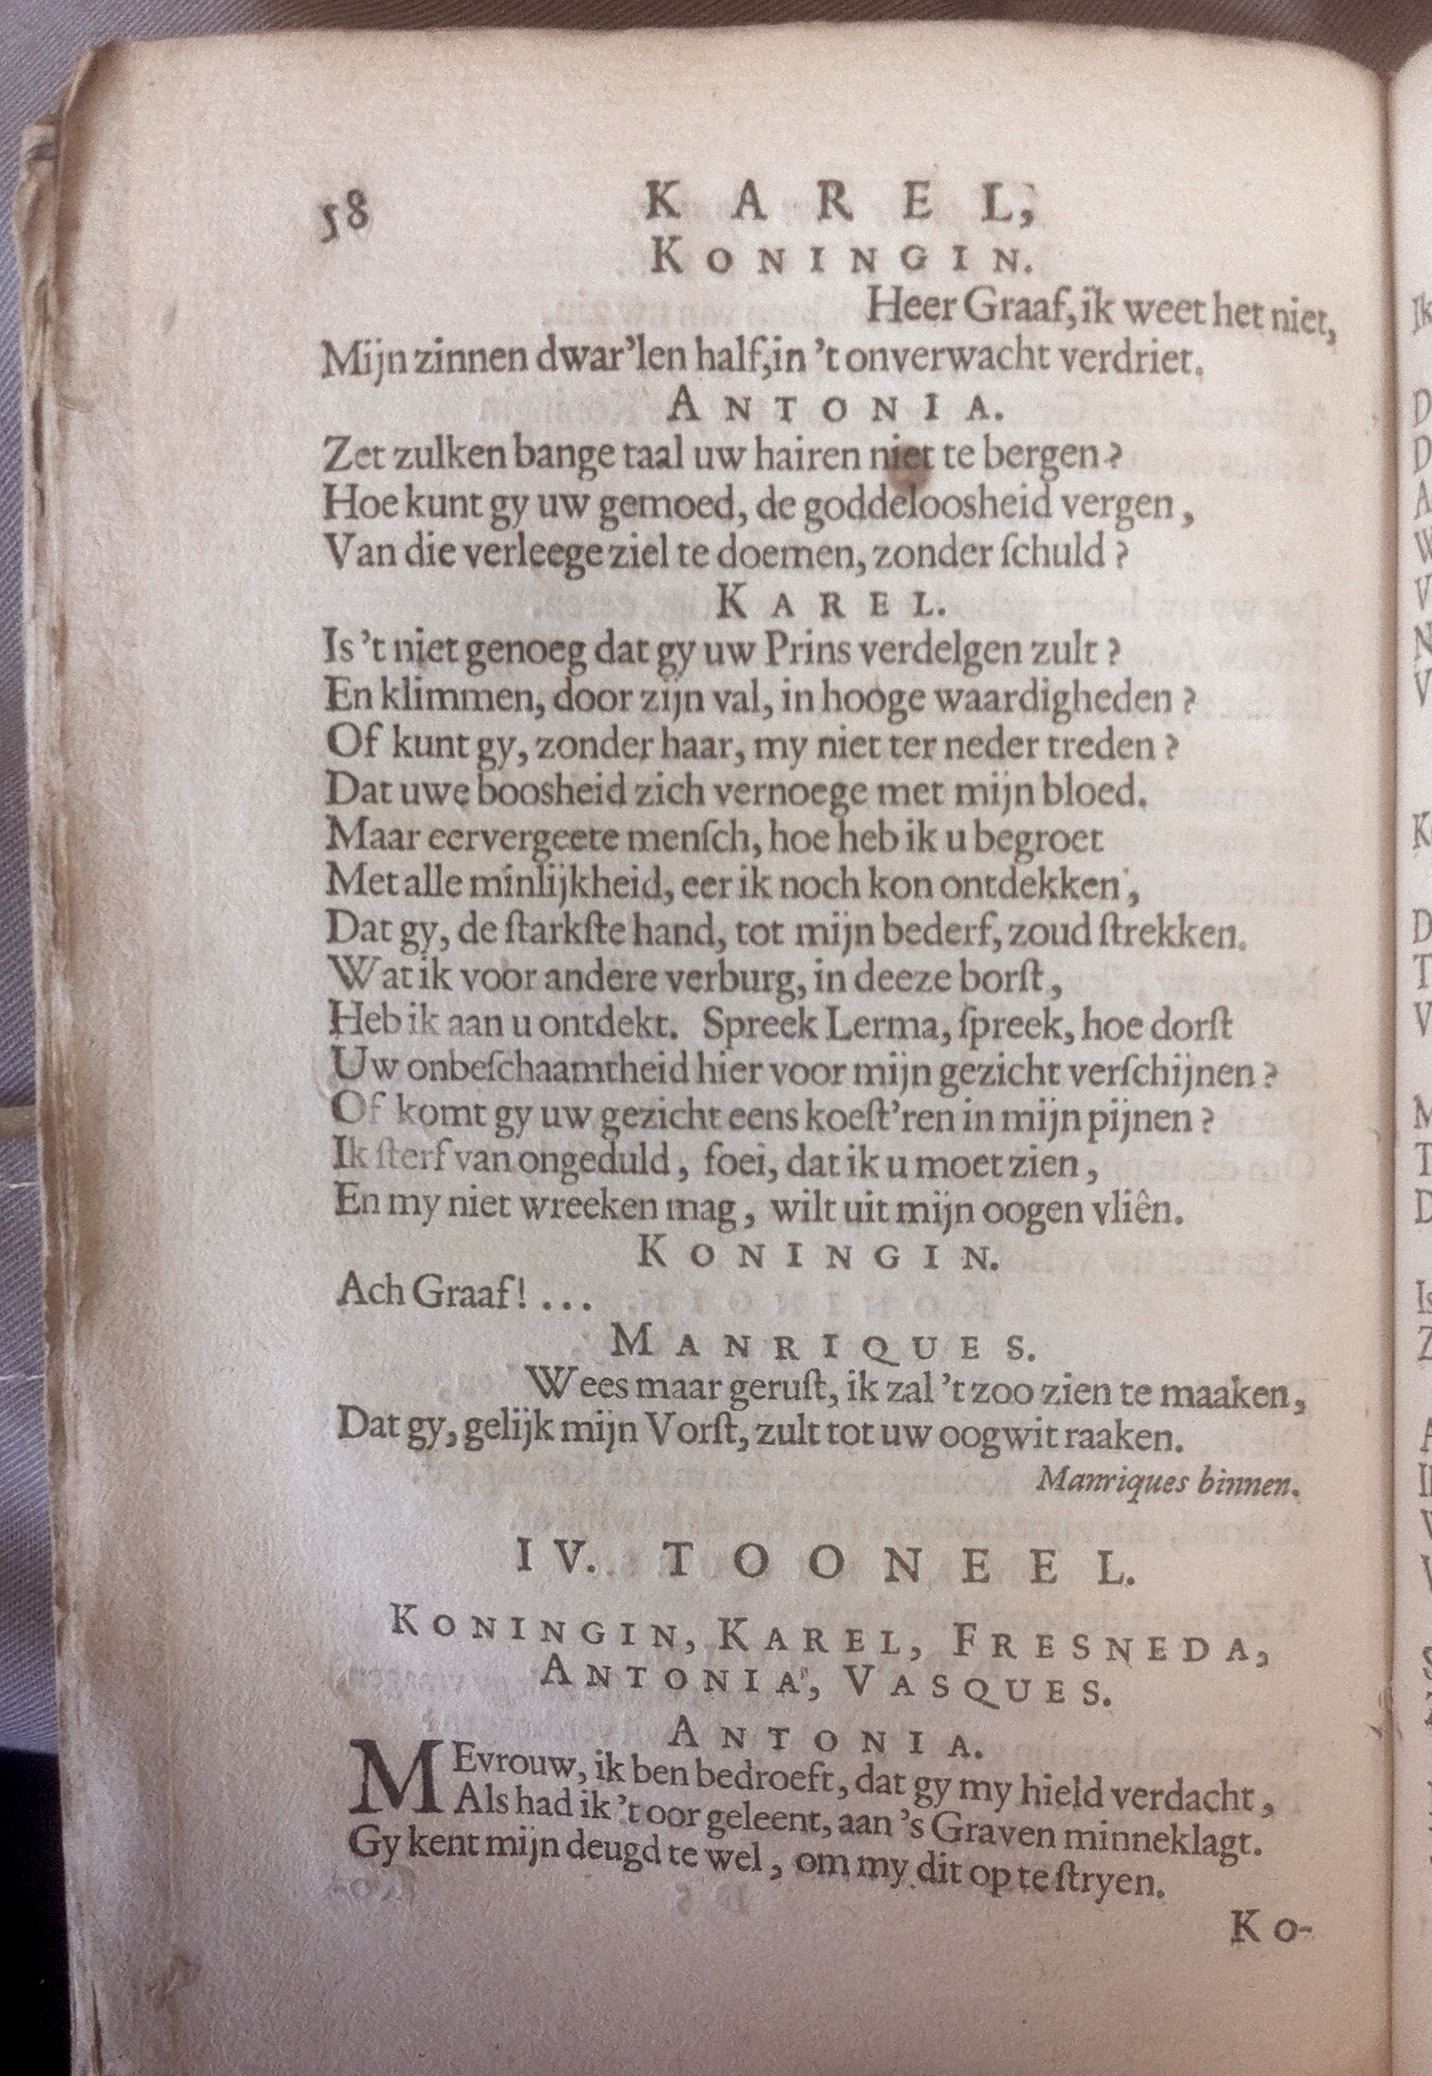 58 KAREL,
KONINGIN.
Heer Graaf, ik weet het niet,
Mijn zinnen dwar’len half, in ’t onverwacht verdriet.
ANTONIA.
Zet zulken bange taal uw hairen niet te bergen?
Hoe kunt gy uw gemoed, de goddeloosheid vergen,
Van die verleege ziel te doemen, zonder ſchuld?
KAREL.
Is ’t niet genoeg dat gy uw Prins verdelgen zult?
En klimmen, door zijn val, in hooge waardigheden?
Of kunt gy, zonder haar, my niet ter neder treden?
Dat uwe boosheid zich vernoege met mijn bloed.
Maar eervergeete menſch, hoe heb ik u begroet
Met alle minlijkheid, eer ik noch kon ontdekken,
Dat gy, de ſtarkſte hand, tot mijn bederf, zoud ſtrekken.
Wat ik voor andere verburg, in deeze borſt,
Heb ik aan u ontdekt. Spreek Lerma, ſpreek, hoe dorſt
Uw onbeſchaamtheid hier voor mijn gezicht verſchijnen?
Of komt gy uw gezicht eens koeſt’ren in mijn pijnen?
Ik ſterf van ongeduld, foei, dat ik u moet zien,
En my niet wreeken mag, wilt uit mijn oogen vliên.
KONINGIN.
Ach Graaf! ...
MANRIQUES.
Wees maar geruſt, ik zal ’t zoo zien te maaken,
Dat gy, gelijk mijn Vorſt, zult tot uw oogwit raaken.
Manriques binnen.
IV. TOONEEL.
KONINGIN, KAREL, FRESNEDA,
ANTONIA, VASQUES.
ANTONIA.
MEvrouw, ik ben bedroeft, dat gy my hield verdacht,
Als had ik ’t oor geleent, aan ’s Graven minneklagt.
Gy kent mijn deugd te wel, om my dit op te ſtryen.
KO-